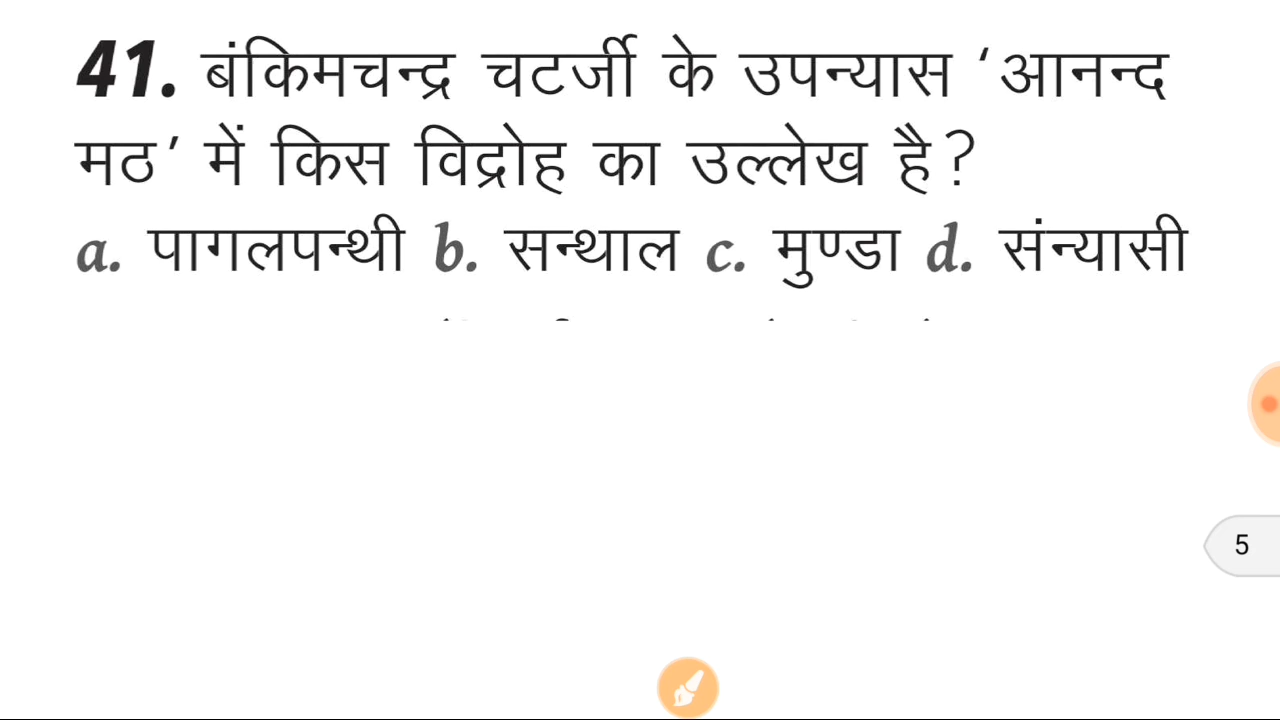 41. बंकिमचन्द्र चटर्जी के उपन्यास ‘आनन्द
मठ’ में किस विद्रोह का उल्लेख है?
a. पागलपन्थी b. सन्थाल c. मुण्डा d. संन्यासी
5